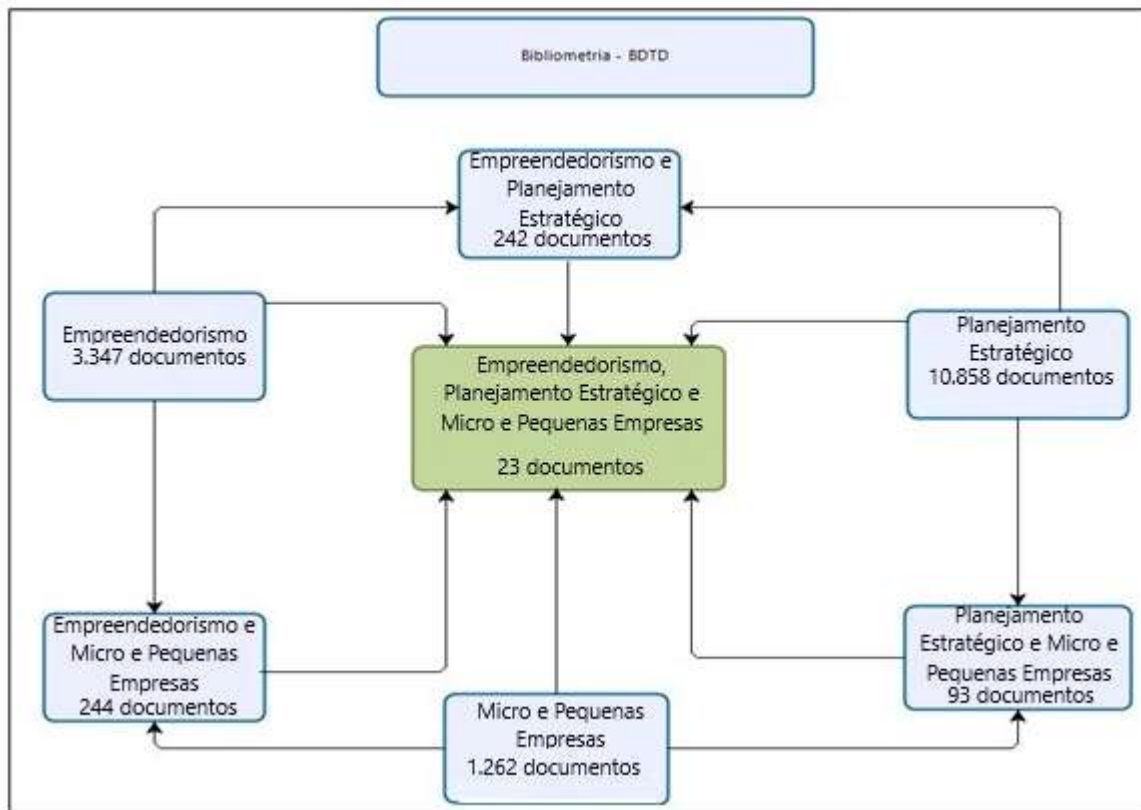 Bibliometria - BDTD
Empreendedorismo e
Planejamento
Estratégico
242 documentos
Empreendedorismo
3.347 documentos
Planejamento
Estratégico
10.858 documentos
Empreendedorismo,
Planejamento Estratégico e
Micro e Pequenas Empresas
23 documentos
Empreendedorismo e
Micro e Pequenas
Empresas
244 documentos
Micro e Pequenas
Empresas
1.262 documentos
Planejamento
Estratégico e Micro e
Pequenas Empresas
93 documentos